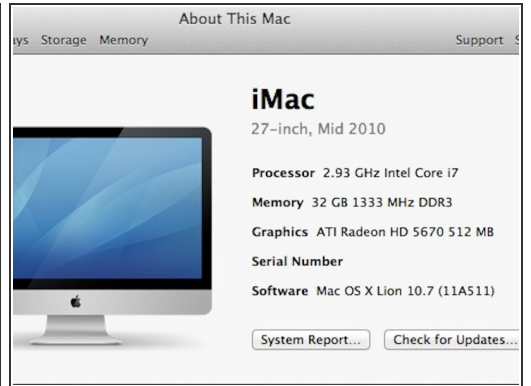 About This Mac
ays Storage Memory Support S
iMac
27-inch, Mid 2010
Processor 2.93 GHz Intel Core i7
Memory 32 GB 1333 MHz DDR3
Graphics ATI Radeon HD 5670 512 MB
Serial Number
Software Mac OS X Lion 10.7 (11A511)
System Report... Check for Updates...